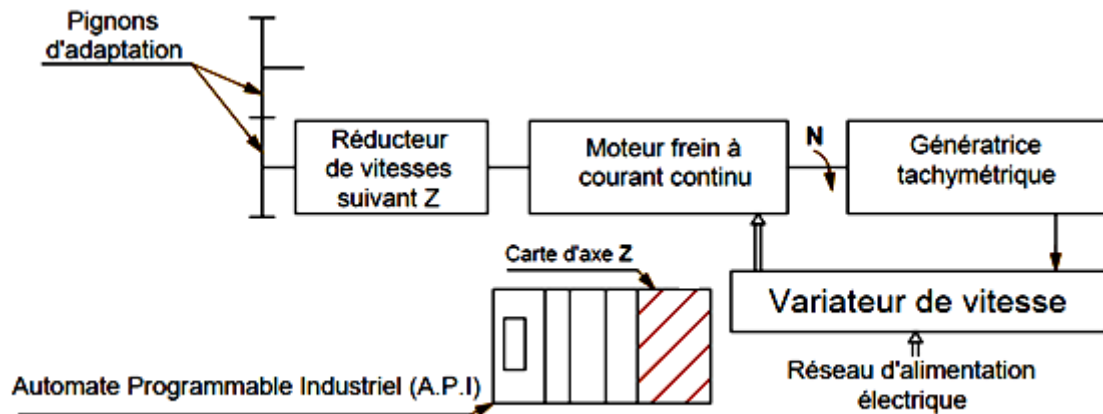 Pignons
d'adaptation
Réducteur
de vitesses
suivant Z
Moteur frein à
courant continu
N
Génératrice
tachymétrique
Carte d'axe Z
Variateur de vitesse
Automate Programmable Industriel (A.P.I)
Réseau d'alimentation
électrique